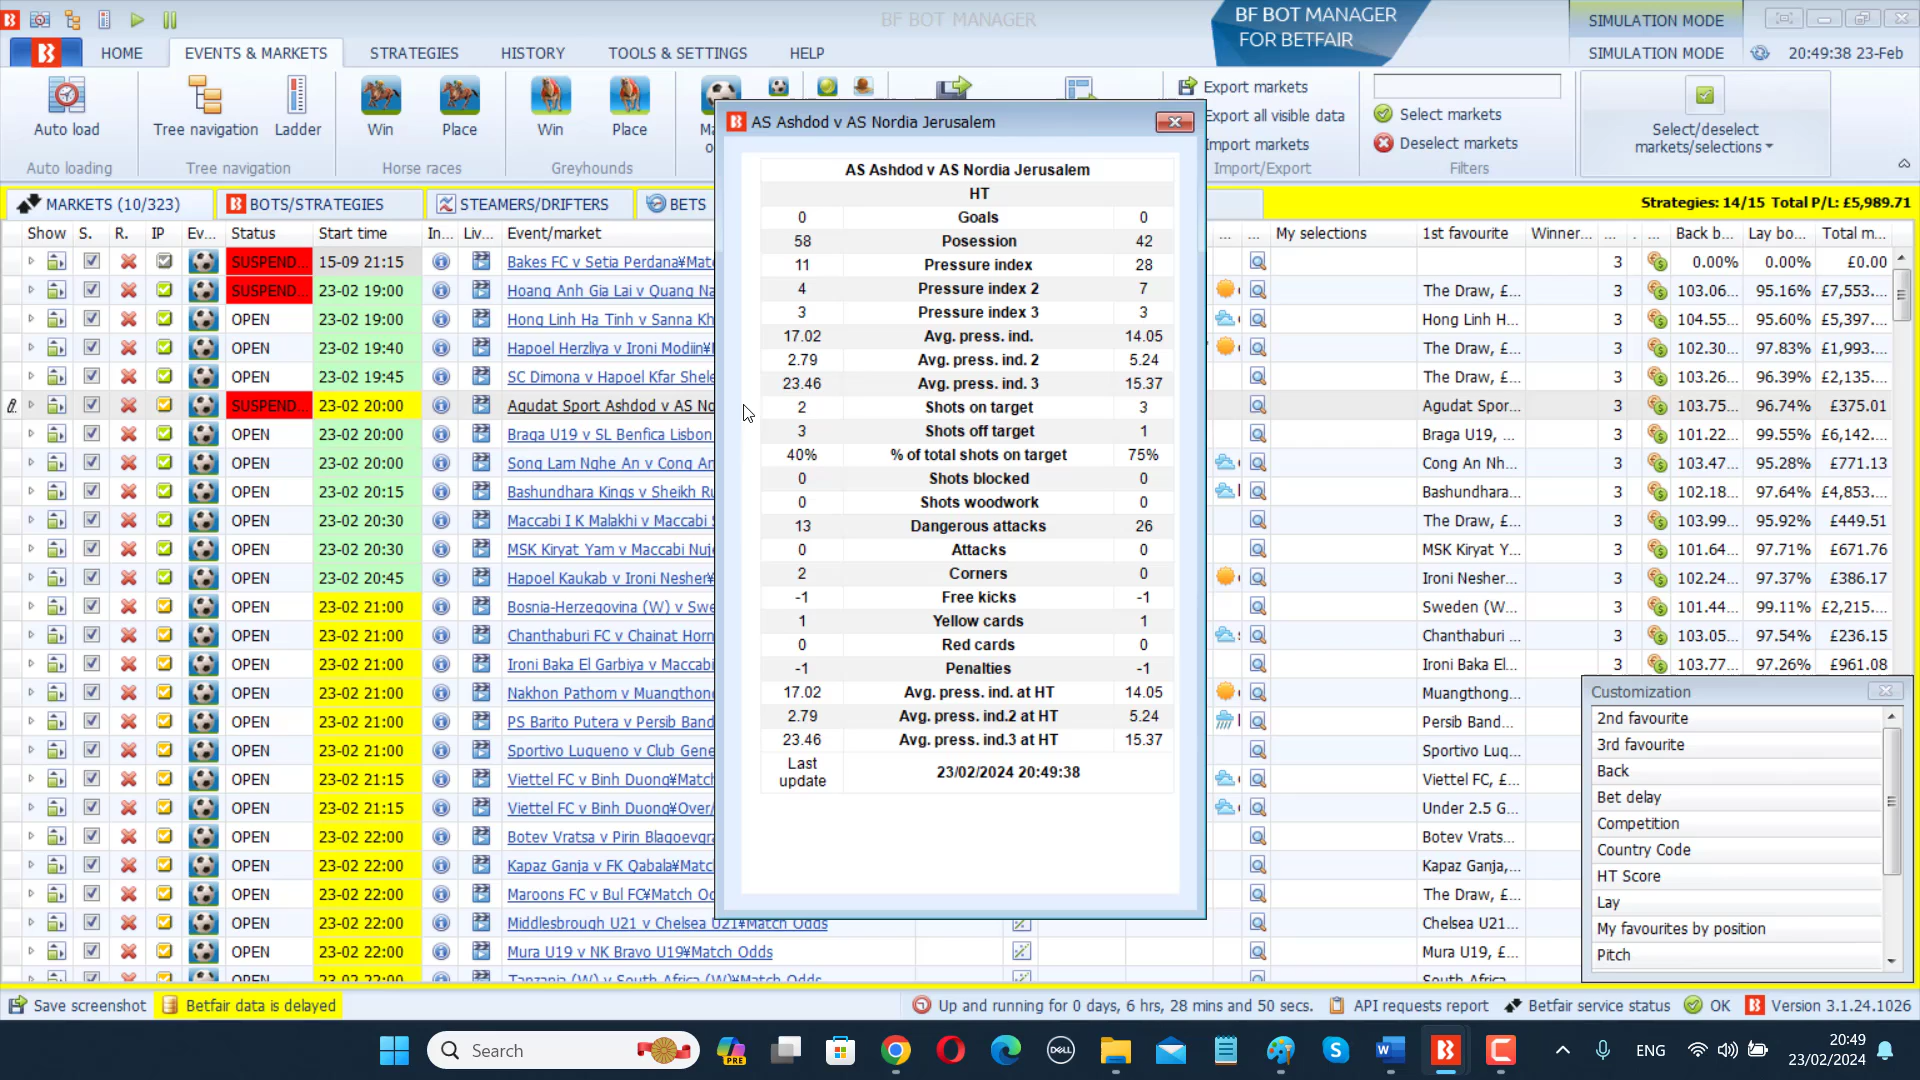 BF BOT MANAGER
BF BOT MANAGER
FOR BETFAIR
SIMULATION MODE
HOME
EVENTS & MARKETS
STRATEGIES
HISTORY
TOOLS & SETTINGS
HELP
SIMULATION MODE
20:49:38 23-Feb
Auto load
Tree navigation
Ladder
Win
Place
Win
Place
Export markets
Export all visible data
Import markets
Select markets
Deselect markets
Select/deselect
markets/selections
Auto loading
Tree navigation
Horse races
Greyhounds
Import/Export
Filters
MARKETS (10/323)
BOTS/STRATEGIES
STEAMERS/DRIFTERS
BETS
Strategies: 14/15 Total P/L: £5,989.71
Show S. R. IP Ev... Status Start time In... Liv... Event/market ... ... My selections 1st favourite Winner... ... . ... Back b... Lay bo... Total m...
SUSPEND... 15-09 21:15 Bakes FC v Setia Perdana¥Mat 3 0.00% 0.00% £0.00
SUSPEND... 23-02 19:00 Hoang Anh Gia Lai v Quang Na The Draw, £... 3 103.06... 95.16% £7,553....
OPEN 23-02 19:00 Hong Linh Ha Tinh v Sanna Kh Hong Linh H... 3 104.55... 95.60% £5,397....
OPEN 23-02 19:40 Hapoel Herzliya v Ironi Modiin¥ The Draw, £... 3 102.30... 97.83% £1,993....
OPEN 23-02 19:45 SC Dimona v Hapoel Kfar Shele The Draw, £... 3 103.26... 96.39% £2,135....
SUSPEND... 23-02 20:00 Agudat Sport Ashdod v AS No Agudat Spor... 3 103.75... 96.74% £375.01
OPEN 23-02 20:00 Braga U19 v SL Benfica Lisbon Braga U19, ... 3 101.22... 99.55% £6,142....
OPEN 23-02 20:00 Song Lam Nghe An v Cong An Cong An Nh... 3 103.47... 95.28% £771.13
OPEN 23-02 20:15 Bashundhara Kings v Sheikh Ru Bashundhara... 3 102.18... 97.64% £4,853....
OPEN 23-02 20:30 Maccabi I K Malakhi v Maccabi The Draw, £... 3 103.99... 95.92% £449.51
OPEN 23-02 20:30 MSK Kiryat Yam v Maccabi Nuj MSK Kiryat Y... 3 101.64... 97.71% £671.76
OPEN 23-02 20:45 Hapoel Kaukab v Ironi Nesher¥ Ironi Nesher... 3 102.24... 97.37% £386.17
OPEN 23-02 21:00 Bosnia-Herzegovina (W) v Swe Sweden (W... 3 101.44... 99.11% £2,215....
OPEN 23-02 21:00 Chanthaburi FC v Chainat Horn Chanthaburi ... 3 103.05... 97.54% £236.15
OPEN 23-02 21:00 Ironi Baka El Garbiya v Maccabi Ironi Baka El... 3 103.77... 97.26% £961.08
OPEN 23-02 21:00 Nakhon Pathom v Muangthong Muangthong...
OPEN 23-02 21:00 PS Barito Putera v Persib Band Persib Band...
OPEN 23-02 21:00 Sportivo Luqueno v Club Gene Sportivo Luq...
OPEN 23-02 21:15 Viettel FC v Binh Duong¥Match Viettel FC, £...
OPEN 23-02 21:15 Viettel FC v Binh Duong¥Over/ Under 2.5 G...
OPEN 23-02 22:00 Botev Vratsa v Pirin Blagoevgra Botev Vrats...
OPEN 23-02 22:00 Kapaz Ganja v FK Qabala¥Match Kapaz Ganja,...
OPEN 23-02 22:00 Maroons FC v Bul FC¥Match Oc The Draw, £...
OPEN 23-02 22:00 Middlesbrough U21 v Chelsea U21¥Match Odds Chelsea U21...
OPEN 23-02 22:00 Mura U19 v NK Bravo U19¥Match Odds Mura U19, £...
OPEN 23-02 22:00 Tanzania (W) v South Africa (W)¥Match Odds South Africa
AS Ashdod v AS Nordia Jerusalem
AS Ashdod v AS Nordia Jerusalem
HT
0 Goals 0
58 Posession 42
11 Pressure index 28
4 Pressure index 2 7
3 Pressure index 3 3
17.02 Avg. press. ind. 14.05
2.79 Avg. press. ind. 2 5.24
23.46 Avg. press. ind. 3 15.37
2 Shots on target 3
3 Shots off target 1
40% % of total shots on target 75%
0 Shots blocked 0
0 Shots woodwork 0
13 Dangerous attacks 26
0 Attacks 0
2 Corners 0
-1 Free kicks -1
1 Yellow cards 1
0 Red cards 0
-1 Penalties -1
17.02 Avg. press. ind. at HT 14.05
2.79 Avg. press. ind.2 at HT 5.24
23.46 Avg. press. ind.3 at HT 15.37
Last
update 23/02/2024 20:49:38
Customization
2nd favourite
3rd favourite
Back
Bet delay
Competition
Country Code
HT Score
Lay
My favourites by position
Pitch
Save screenshot
Betfair data is delayed
Up and running for 0 days, 6 hrs, 28 mins and 50 secs.
API requests report
Betfair service status
OK
Version 3.1.24.1026
Search
PRE
DELL
ENG
20:49
23/02/2024